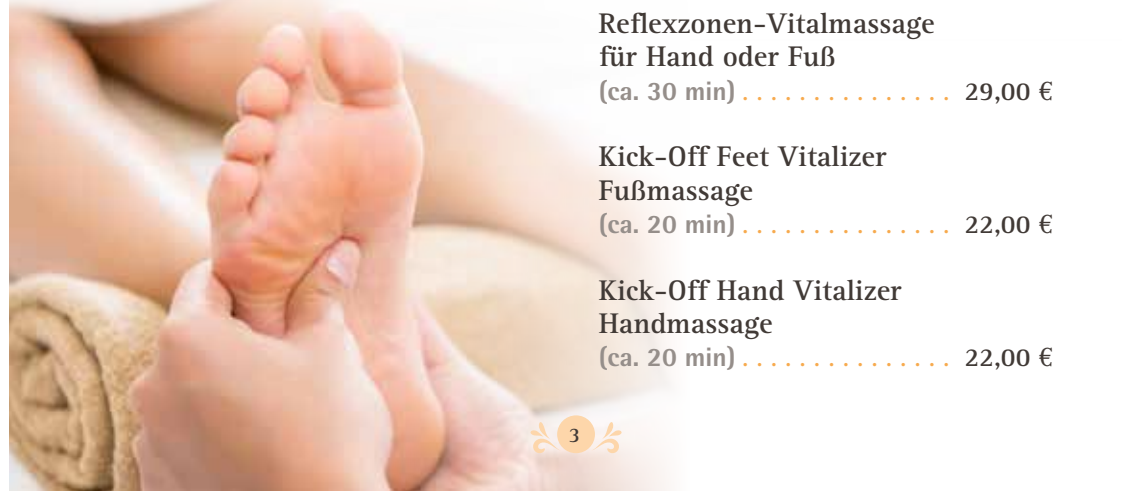 Reflexzonen-Vitalmassage
für Hand oder Fuß
(ca. 30 min) . . . . . . . . . . . . . . . 29,00 €
Kick-Off Feet Vitalizer
Fußmassage
(ca. 20 min) . . . . . . . . . . . . . . . 22,00 €
Kick-Off Hand Vitalizer
Handmassage
(ca. 20 min) . . . . . . . . . . . . . . . 22,00 €
3